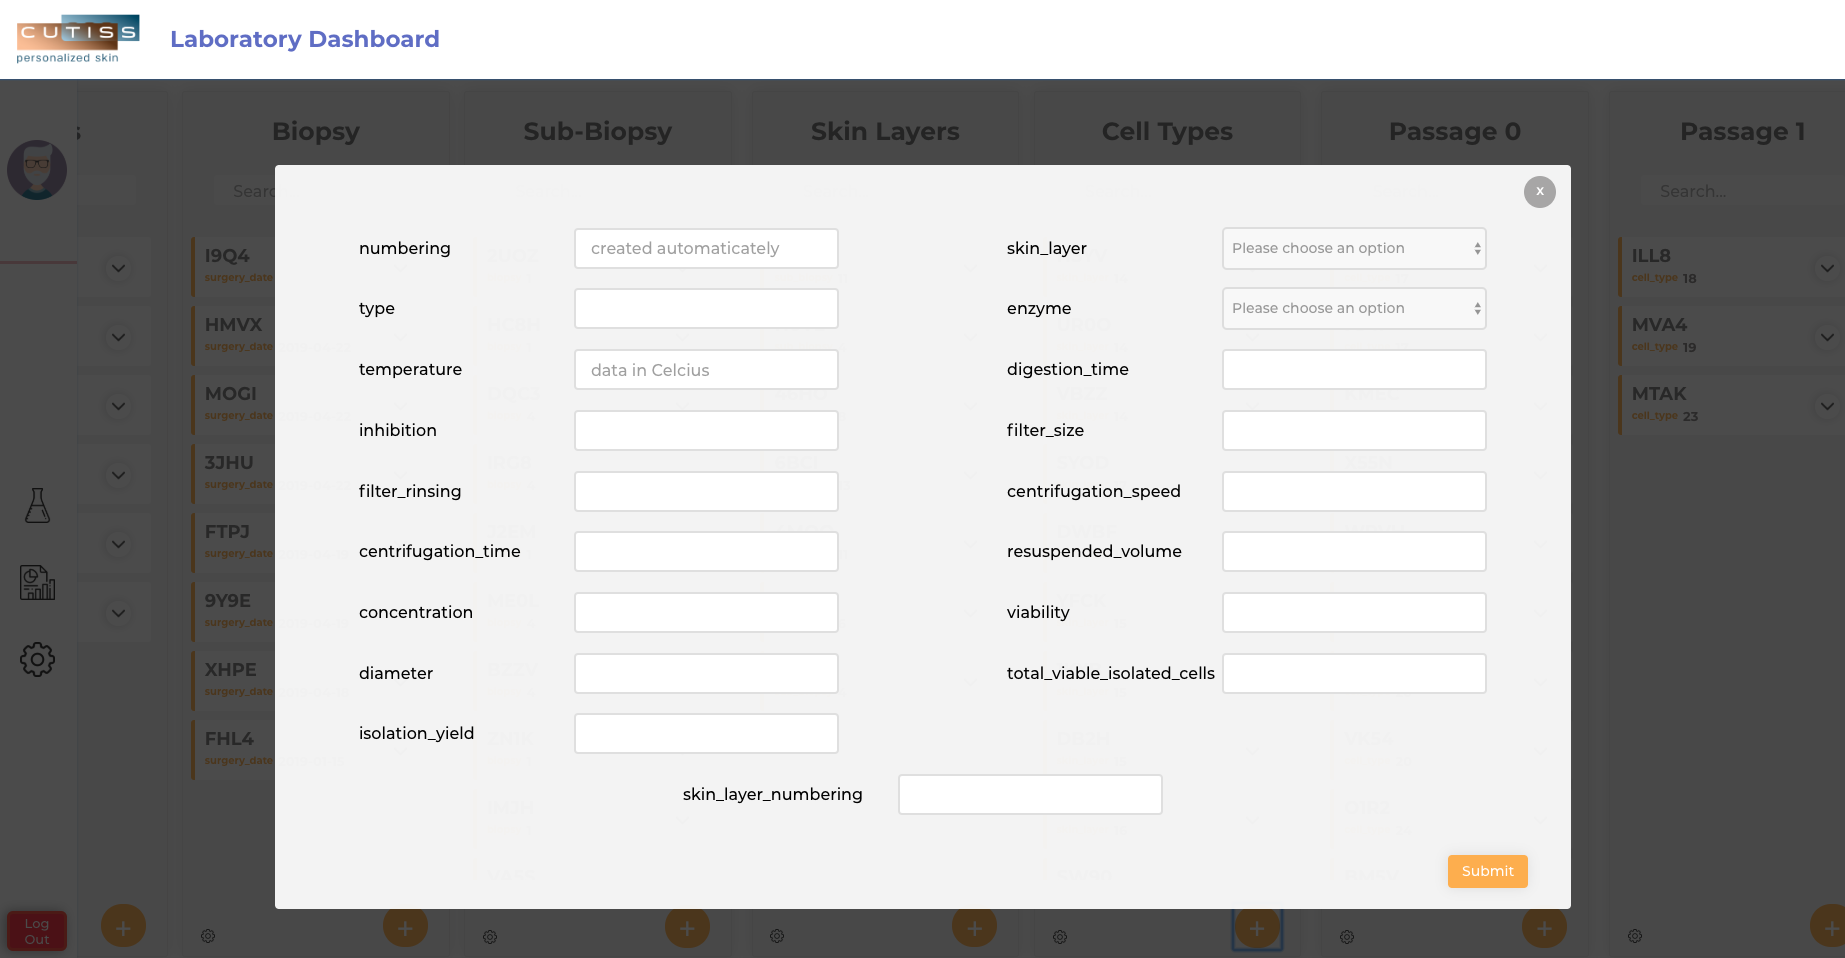 CUTISS
personalized skin
Laboratory Dashboard
s
Biopsy
Sub-Biopsy
Skin Layers
Cell Types
Passage 0
Passage 1
Searc
Search...
x
numbering
created automaticately
skin_layer
Please choose an option
type
enzyme
Please choose an option
temperature
data in Celcius
digestion_time
inhibition
filter_size
filter_rinsing
centrifugation_speed
centrifugation_time
resuspended_volume
concentration
viability
diameter
total_viable_isolated_cells
isolation_yield
skin_layer_numbering
Submit
I9Q4
surgery_date
HMVX
surgery_date
MOGI
surgery_date
3JHU
surgery_date
FTPJ
surgery_date
9Y9E
surgery_date
XHPE
surgery_date
FHL4
surgery_date
ILL8
cell_type 18
MVA4
cell_type 19
MTAK
cell_type 23
Log
Out
+
+
+
+
+
+
+